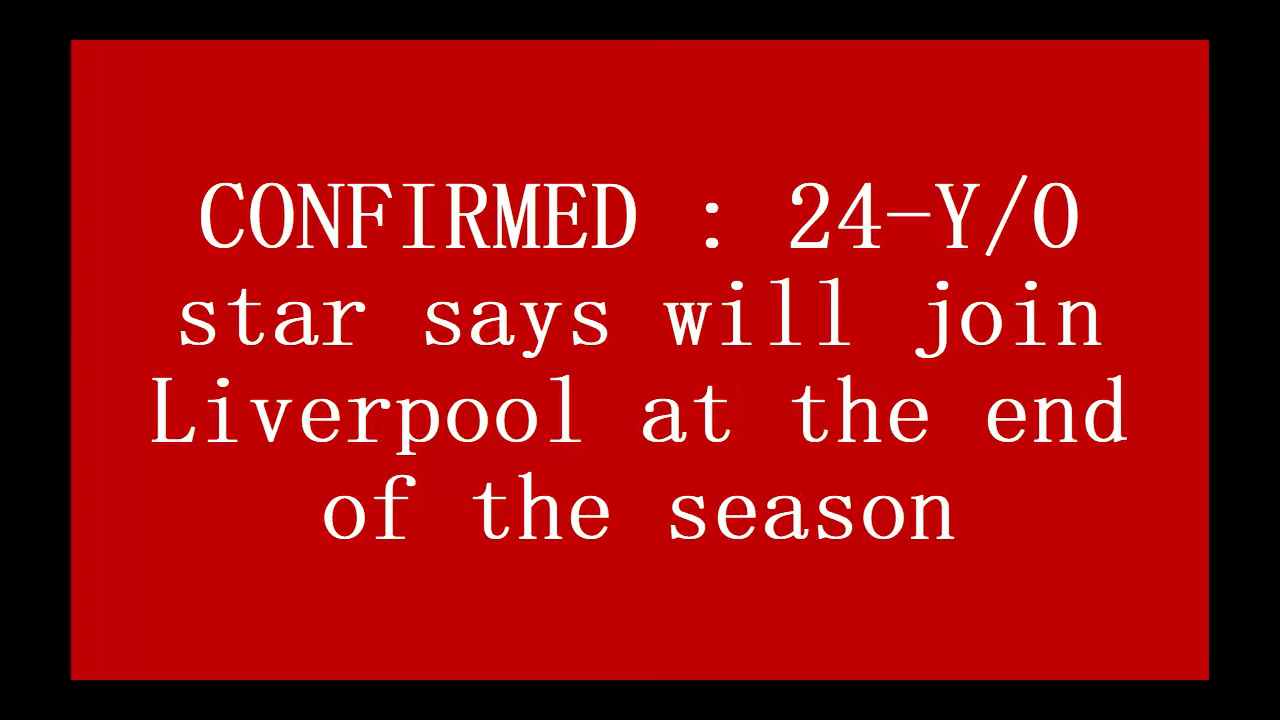 CONFIRMED : 24-Y/O
star says will join
Liverpool at the end
of the season